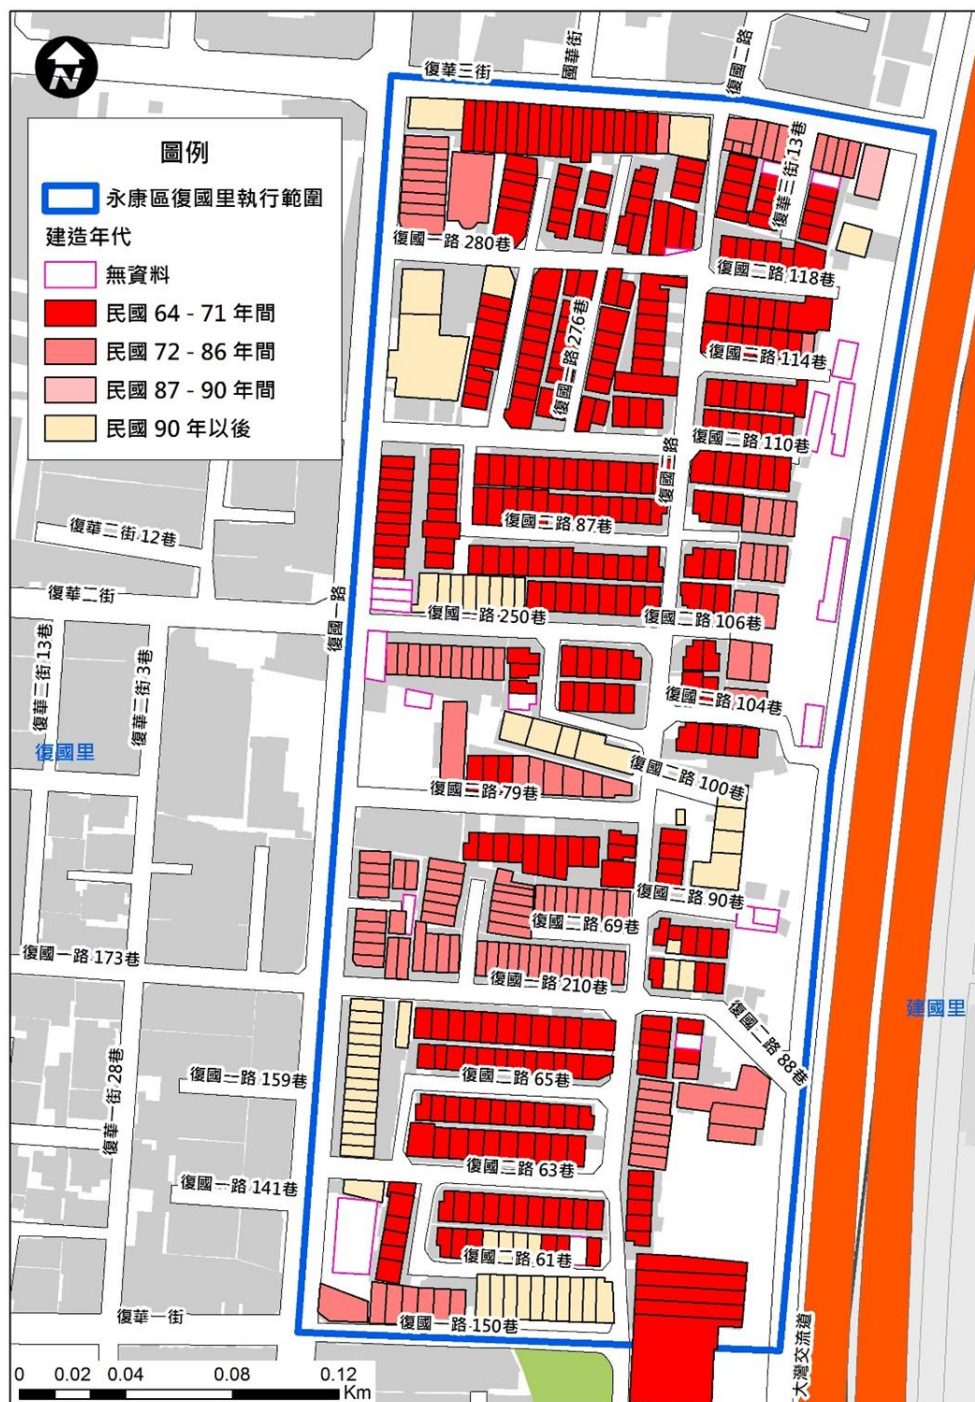 復華三街
國華街
復國二路
N
圖例
永康區復國里執行範圍
建造年代
無資料
民國 64 - 71 年間
民國 72 - 86 年間
民國 87 - 90 年間
民國 90 年以後
復華三街 13巷
復國一路 280巷
復國二路 118巷
復國一路 276巷
復國二路 114巷
復國二路 110巷
復國二路
復國二路 87巷
復華二街 12巷
復華二街
復國一路
復國一路 250巷
復國二路 106巷
復華二街 13巷
復華二街 3巷
復國二路 104巷
復國里
復國二路 100巷
復國二路 79巷
復國二路 90巷
復國二路 69巷
復國一路 173巷
復國一路 210巷
復國二路 88巷
建國里
復華一街 28巷
復國一路 159巷
復國二路 65巷
復國二路 63巷
復國一路 141巷
復國二路 61巷
復華一街
復國一路 150巷
大灣交流道
0 0.02 0.04 0.08 0.12
Km